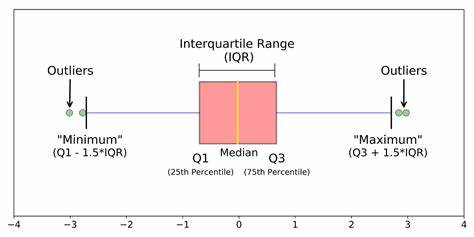 Interquartile Range
(IQR)
Outliers
Outliers
"Minimum"
(Q1 - 1.5*IQR)
"Maximum"
(Q3 + 1.5*IQR)
Q1
Median
Q3
(25th Percentile)
(75th Percentile)
−4
−3
−2
−1
0
1
2
3
4